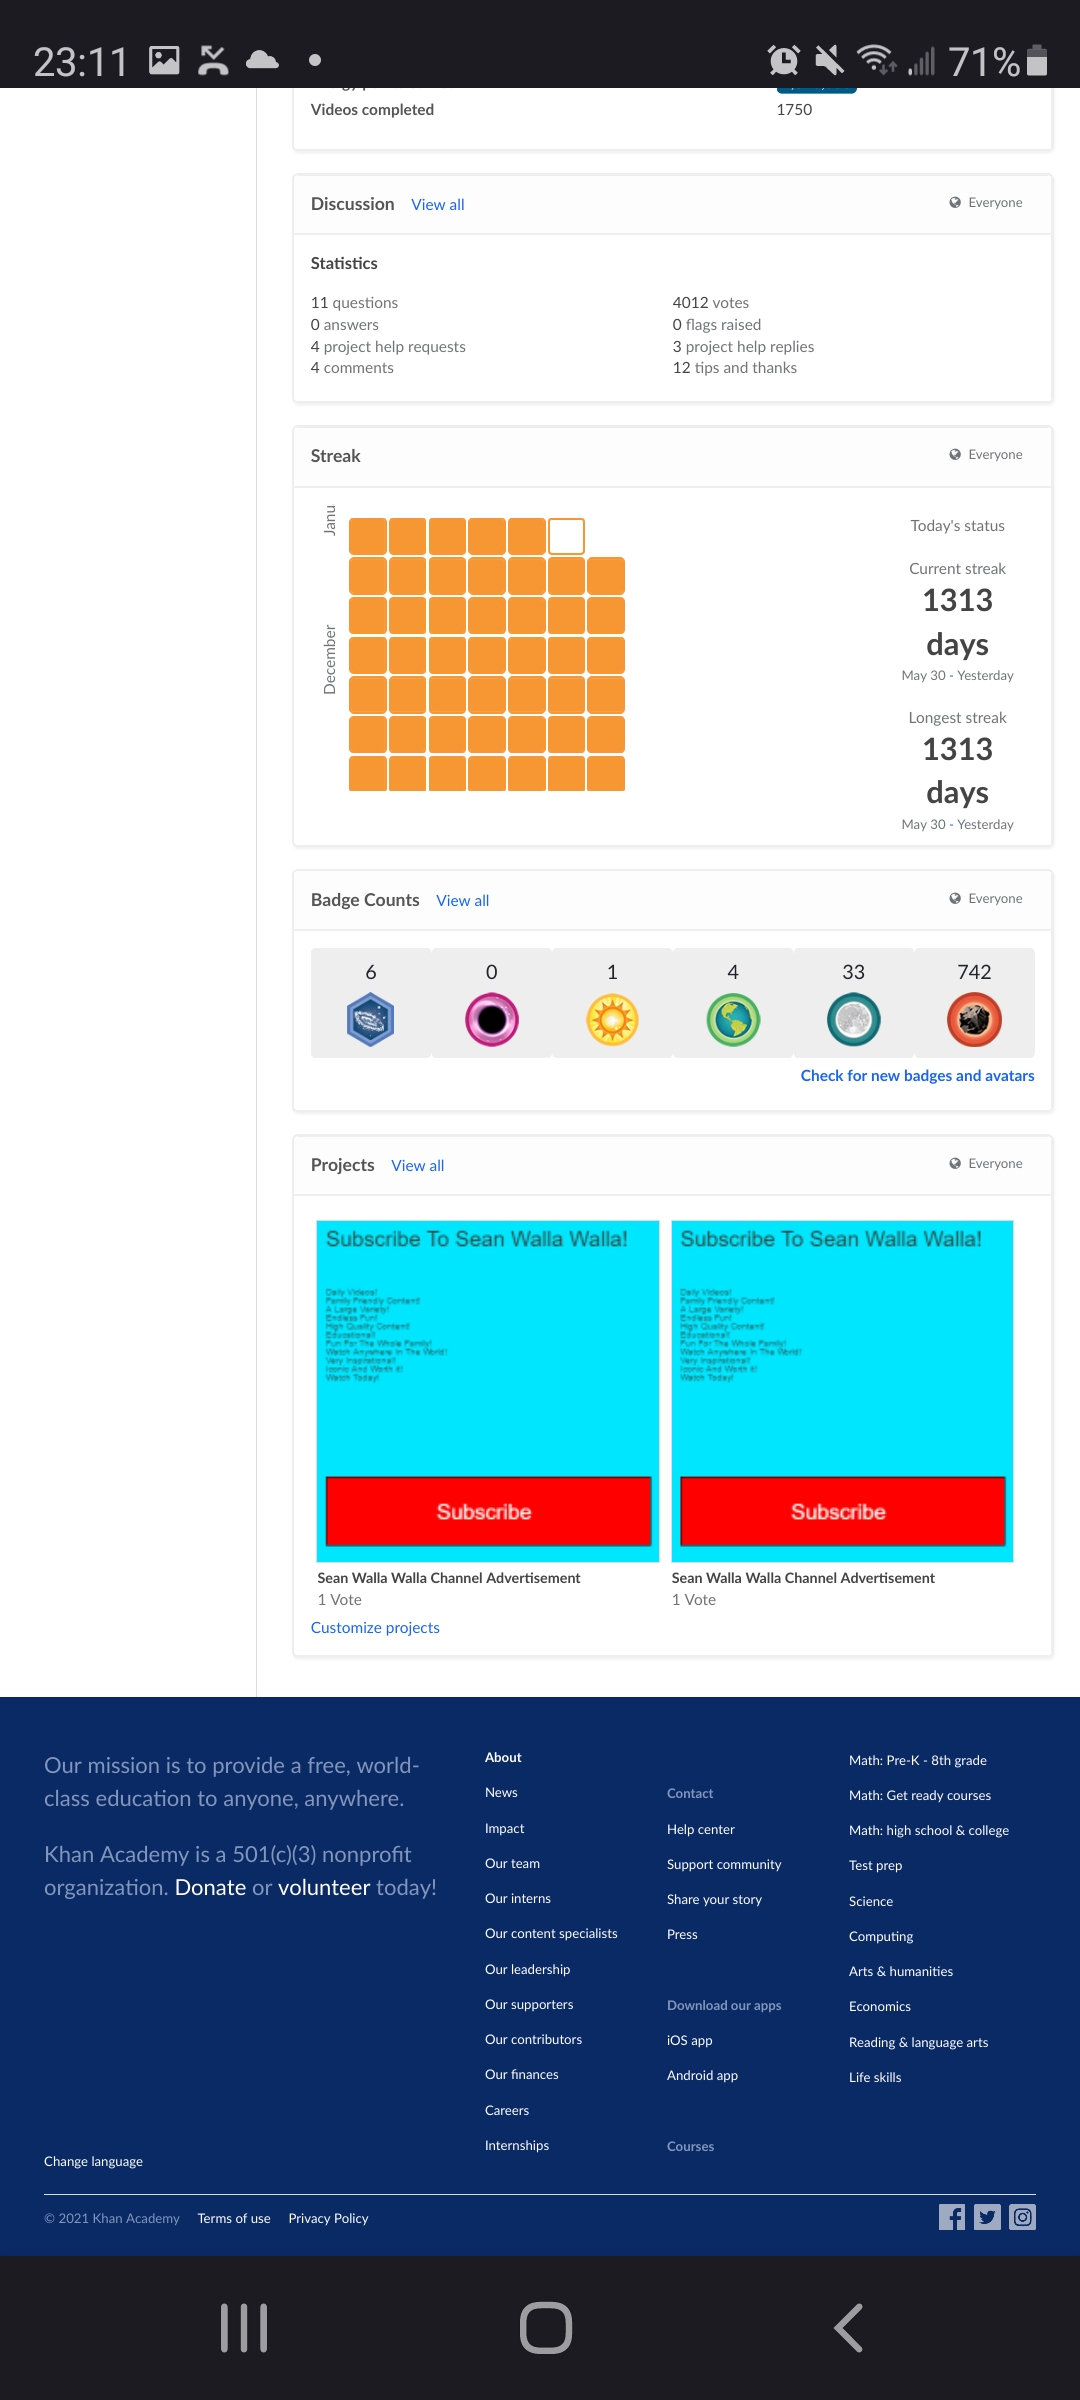 23:11
71%
Videos completed
1750
Discussion View all
Everyone
Statistics
11 questions
4012 votes
0 answers
0 flags raised
4 project help requests
3 project help replies
4 comments
12 tips and thanks
Streak
Everyone
Janu
December
Today's status
Current streak
1313
days
May 30 - Yesterday
Longest streak
1313
days
May 30 - Yesterday
Badge Counts View all
Everyone
6 0 1 4 33 742
Check for new badges and avatars
Projects View all
Everyone
Subscribe To Sean Walla Walla!
Daily Videos!
Family Friendly Content!
A Large Variety!
Endless Fun!
High Quality Content!
Educational!
Fun For The Whole Family!
Watch Anywhere In The World!
Very Inspirational!
Iconic And Worth it!
Watch Today!
Subscribe
Sean Walla Walla Channel Advertisement
1 Vote
Subscribe To Sean Walla Walla!
Daily Videos!
Family Friendly Content!
A Large Variety!
Endless Fun!
High Quality Content!
Educational!
Fun For The Whole Family!
Watch Anywhere In The World!
Very Inspirational!
Iconic And Worth it!
Watch Today!
Subscribe
Sean Walla Walla Channel Advertisement
1 Vote
Customize projects
Our mission is to provide a free, world-
class education to anyone, anywhere.
Khan Academy is a 501(c)(3) nonprofit
organization. Donate or volunteer today!
Change language
About
News
Impact
Our team
Our interns
Our content specialists
Our leadership
Our supporters
Our contributors
Our finances
Careers
Internships
Contact
Help center
Support community
Share your story
Press
Download our apps
iOS app
Android app
Courses
Math: Pre-K - 8th grade
Math: Get ready courses
Math: high school & college
Test prep
Science
Computing
Arts & humanities
Economics
Reading & language arts
Life skills
© 2021 Khan Academy Terms of use Privacy Policy